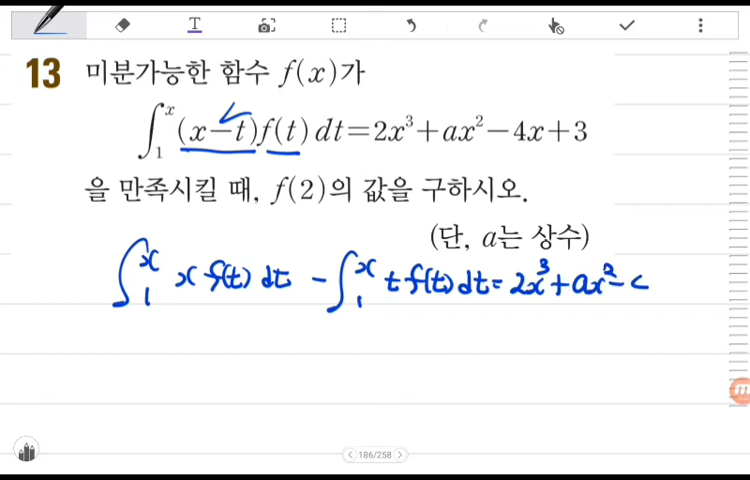 T
13 미분가능한 함수 f(x)가
∫₁ˣ (x−t)f(t)dt=2x³+ax²−4x+3
을 만족시킬 때, f(2)의 값을 구하시오.
(단, a는 상수)
∫₁ˣ x f(t) dt − ∫₁ˣ t f(t) dt = 2x³+ax²−
186/258